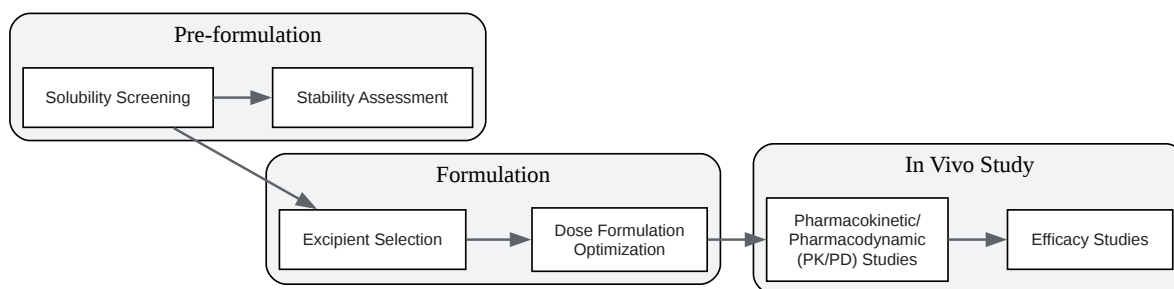 Pre-formulation
Solubility Screening
Stability Assessment
Formulation
Excipient Selection
Dose Formulation
Optimization
In Vivo Study
Pharmacokinetic/
Pharmacodynamic
(PK/PD) Studies
Efficacy Studies